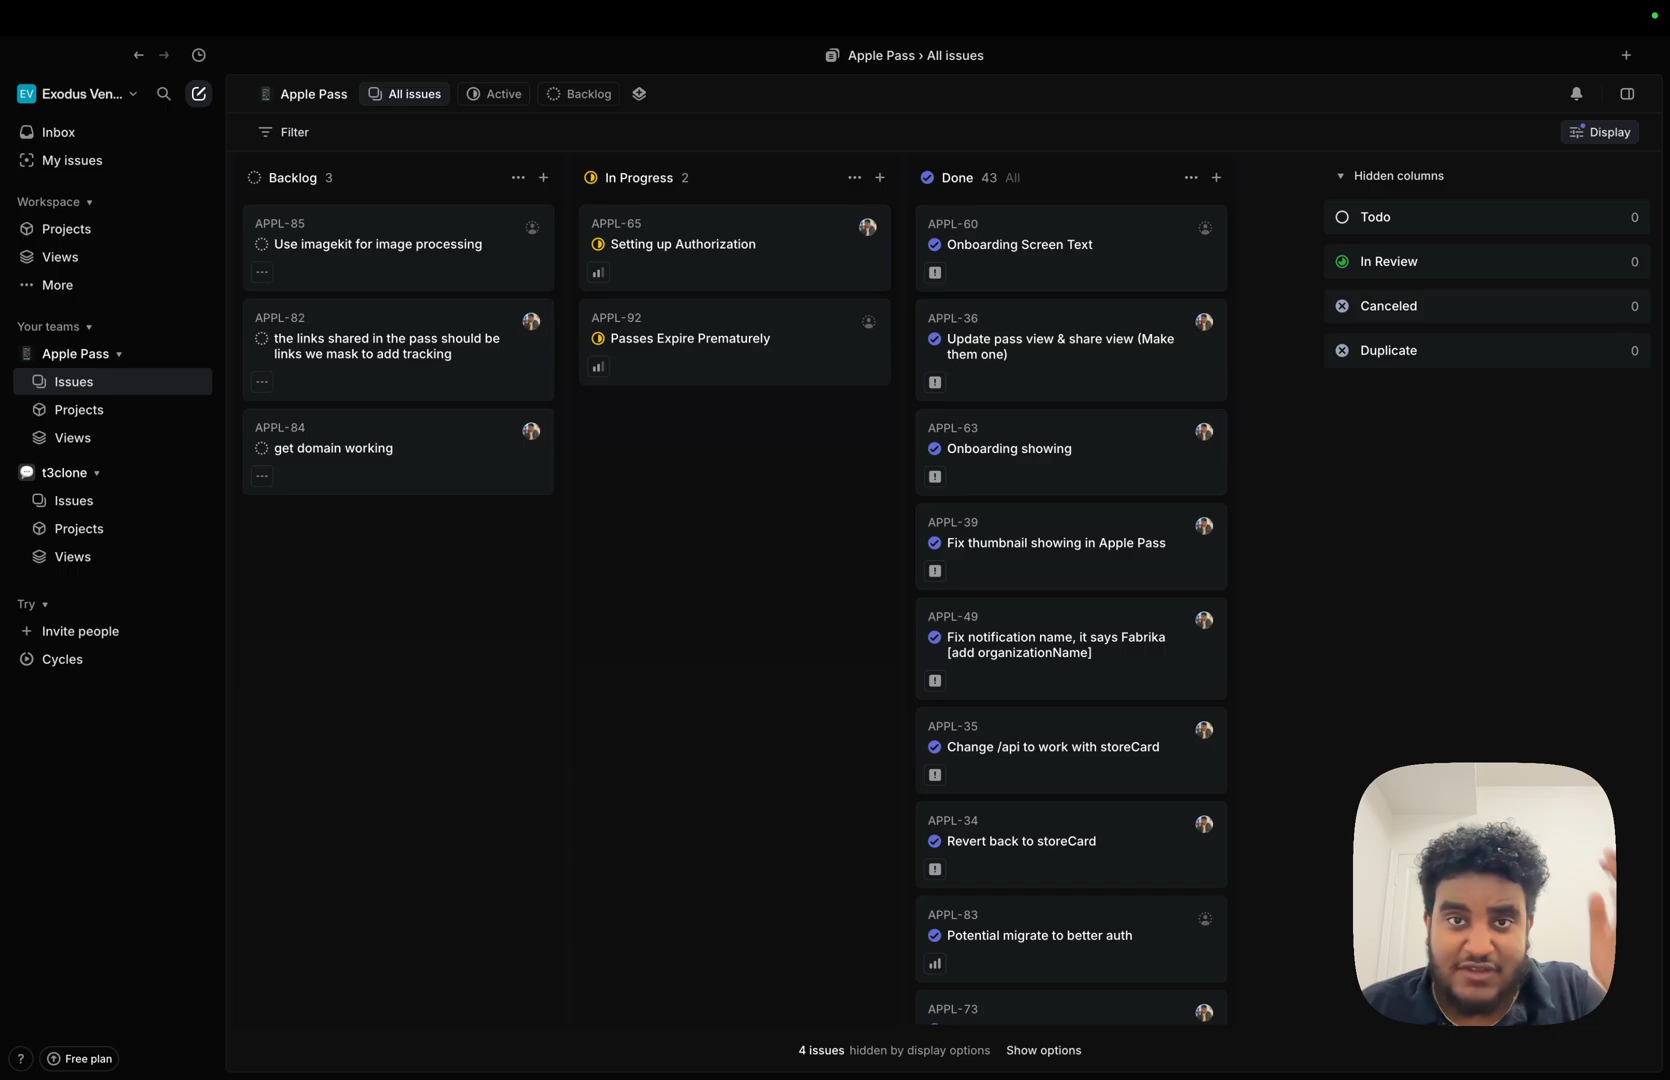 Apple Pass › All issues
EV Exodus Ven...
Inbox
My issues
Workspace
Projects
Views
More
Your teams
Apple Pass
Issues
Projects
Views
t3clone
Issues
Projects
Views
Try
Invite people
Cycles
? Free plan
Apple Pass All issues Active Backlog
Filter
Display
Backlog 3
APPL-85
Use imagekit for image processing
APPL-82
the links shared in the pass should be
links we mask to add tracking
APPL-84
get domain working
In Progress 2
APPL-65
Setting up Authorization
APPL-92
Passes Expire Prematurely
Done 43 All
APPL-60
Onboarding Screen Text
APPL-36
Update pass view & share view (Make
them one)
APPL-63
Onboarding showing
APPL-39
Fix thumbnail showing in Apple Pass
APPL-49
Fix notification name, it says Fabrika
[add organizationName]
APPL-35
Change /api to work with storeCard
APPL-34
Revert back to storeCard
APPL-83
Potential migrate to better auth
APPL-73
Hidden columns
Todo 0
In Review 0
Canceled 0
Duplicate 0
4 issues hidden by display options Show options